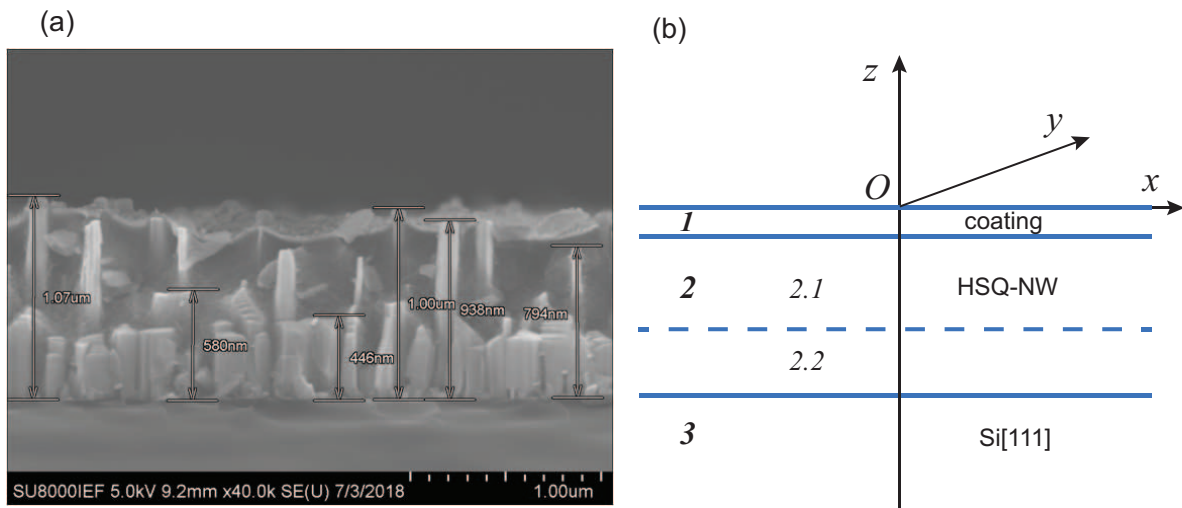 (a)
1.07um
580nm
446nm
1.00um
938nm
794nm
SU8000IEF 5.0kV 9.2mm x40.0k SE(U) 7/3/2018
1.00um
(b)
z
y
O
x
1
coating
2
2.1
HSQ-NW
2.2
3
Si[111]